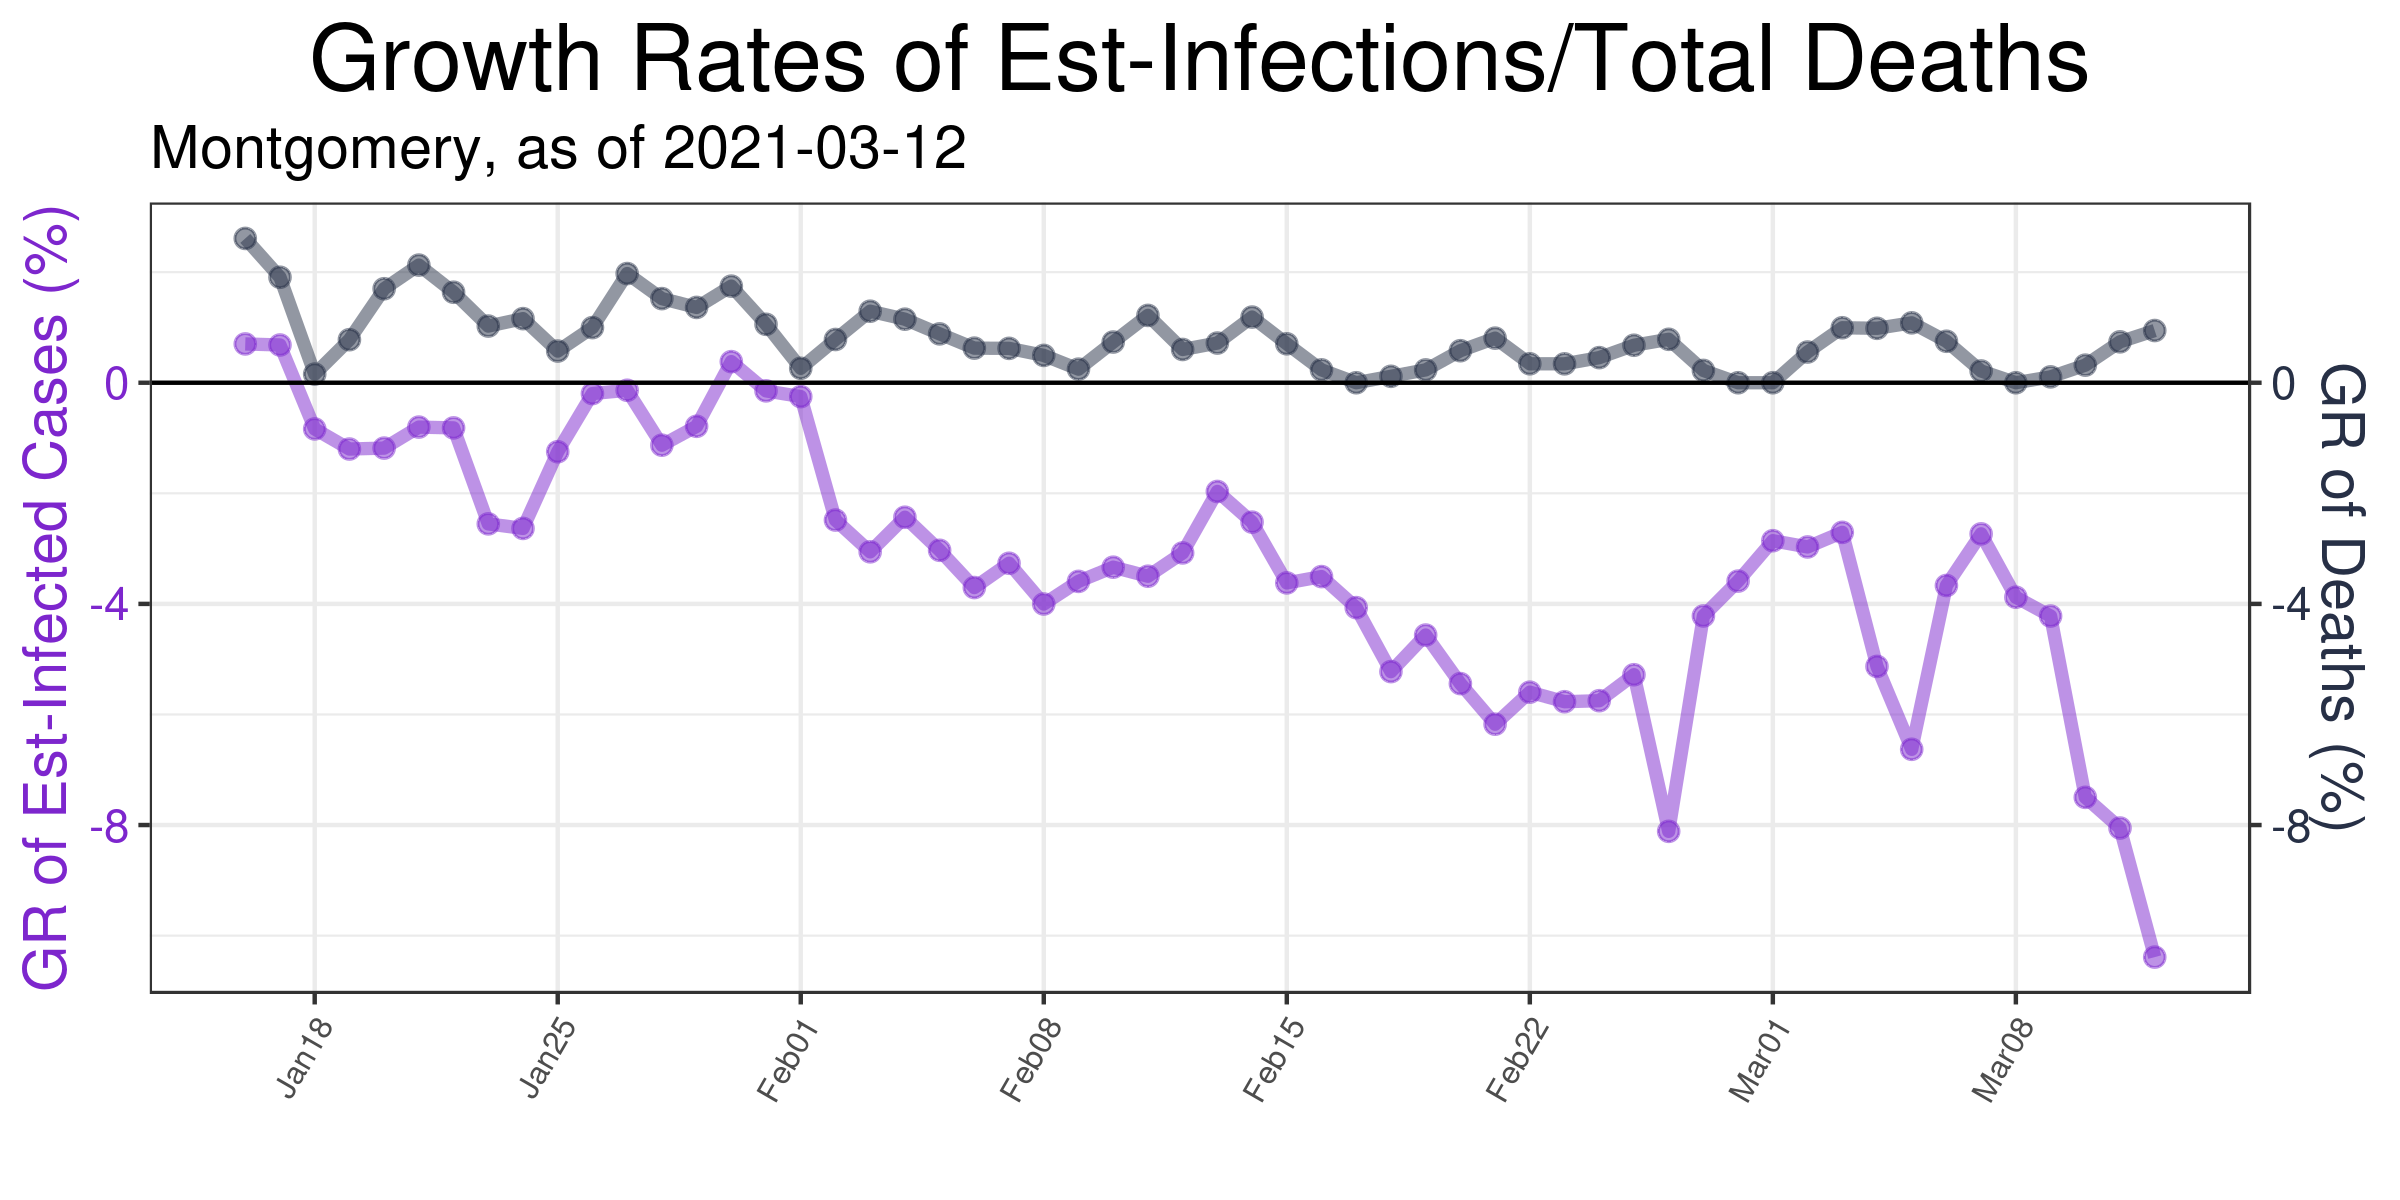 Growth Rates of Est-Infections/Total Deaths
Montgomery, as of 2021-03-12
GR of Est-Infected Cases (%)
0
-4
-8
0
-4
-8
GR of Deaths (%)
Jan18
Jan25
Feb01
Feb08
Feb15
Feb22
Mar01
Mar08